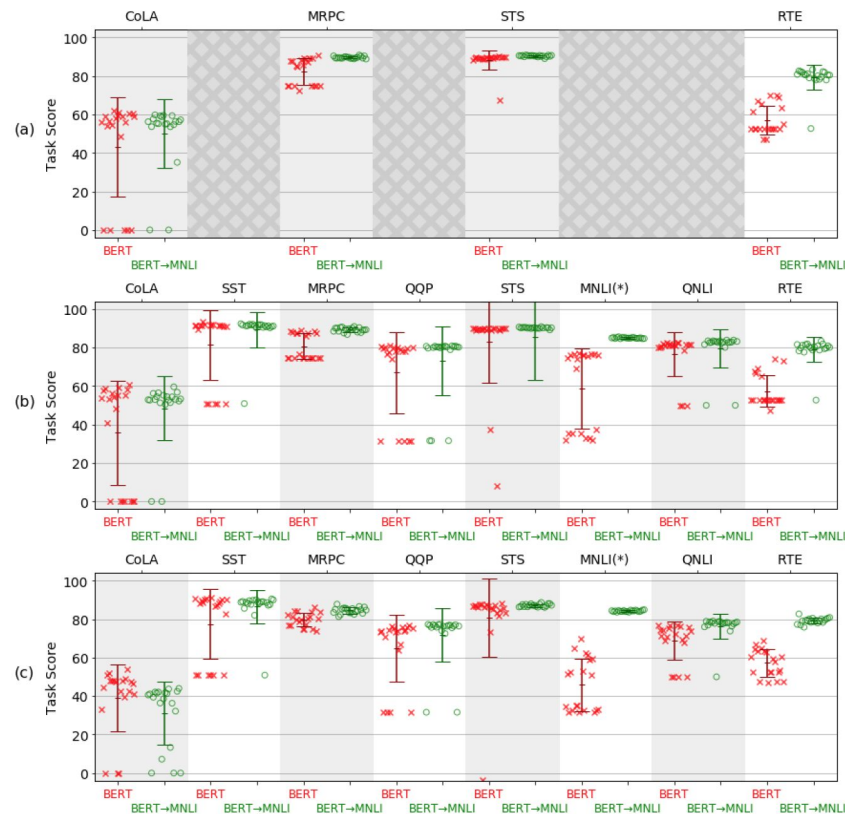 CoLA MRPC STS RTE
100
80
60
40
20
0
Task Score
(a)
BERT BERT BERT BERT
BERT→MNLI BERT→MNLI BERT→MNLI BERT→MNLI
CoLA SST MRPC QQP STS MNLI(*) QNLI RTE
100
80
60
40
20
0
Task Score
(b)
BERT BERT BERT BERT BERT BERT BERT BERT
BERT→MNLI BERT→MNLI BERT→MNLI BERT→MNLI BERT→MNLI BERT→MNLI BERT→MNLI BERT→MNLI
CoLA SST MRPC QQP STS MNLI(*) QNLI RTE
100
80
60
40
20
0
Task Score
(c)
BERT BERT BERT BERT BERT BERT BERT BERT
BERT→MNLI BERT→MNLI BERT→MNLI BERT→MNLI BERT→MNLI BERT→MNLI BERT→MNLI BERT→MNLI